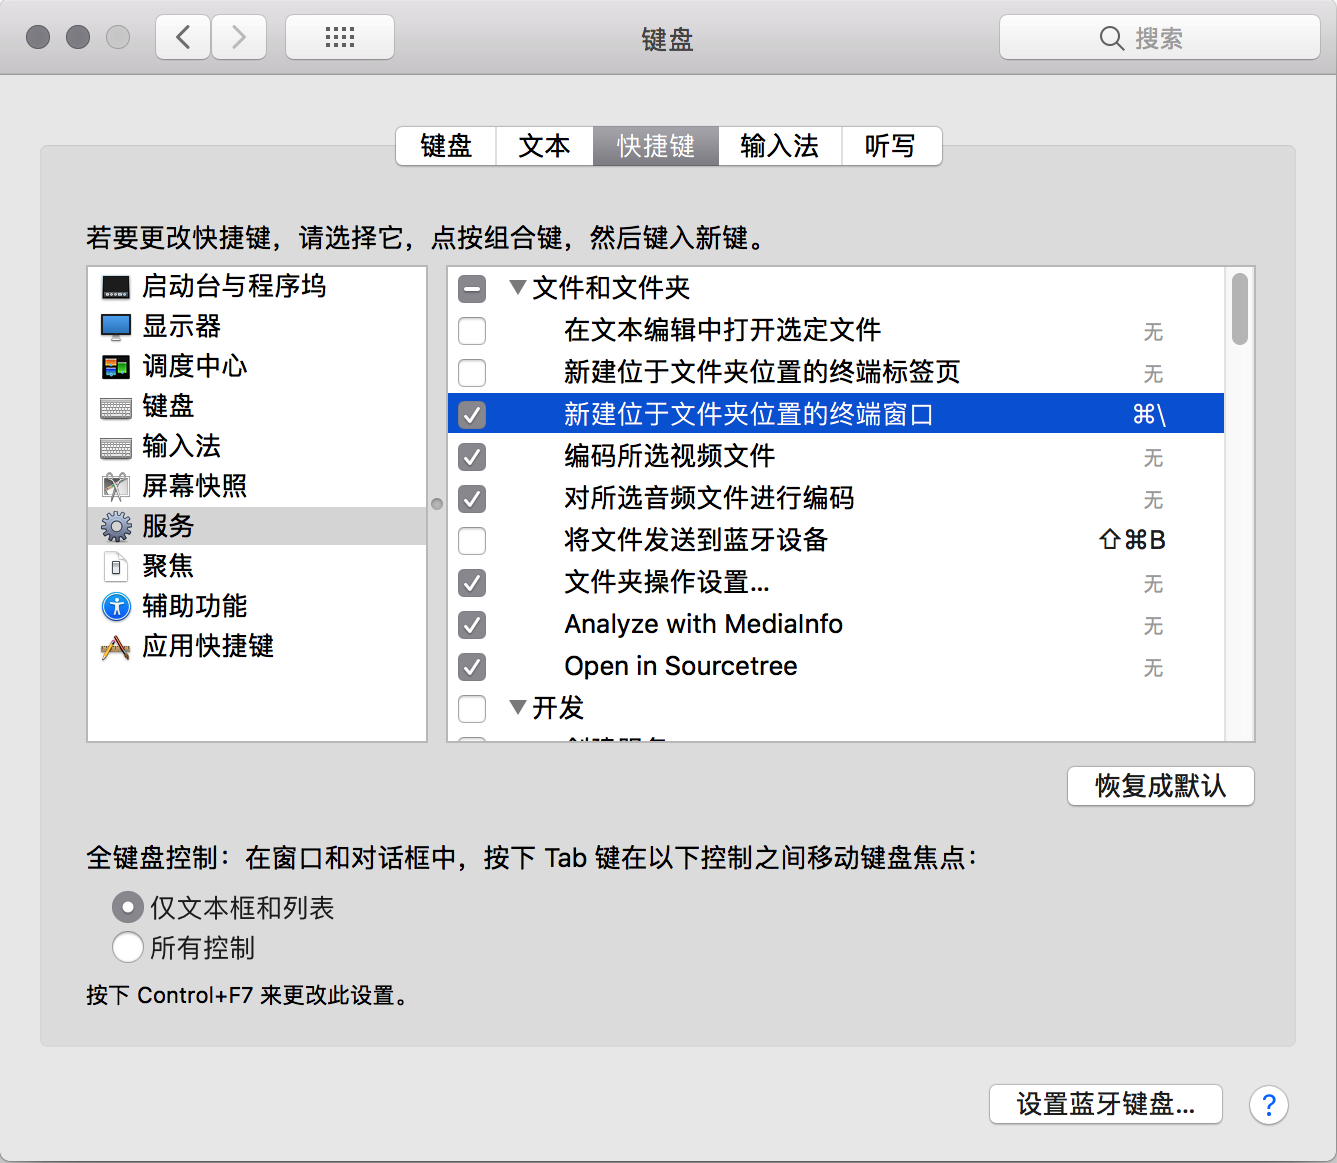 键盘
搜索
键盘 文本 快捷键 输入法 听写
若要更改快捷键，请选择它，点按组合键，然后键入新键。
启动台与程序坞
显示器
调度中心
键盘
输入法
屏幕快照
服务
聚焦
辅助功能
应用快捷键
文件和文件夹
在文本编辑中打开选定文件 无
新建位于文件夹位置的终端标签页 无
新建位于文件夹位置的终端窗口 ⌘\
编码所选视频文件 无
对所选音频文件进行编码 无
将文件发送到蓝牙设备 ⇧⌘B
文件夹操作设置... 无
Analyze with MediaInfo 无
Open in Sourcetree 无
开发
恢复成默认
全键盘控制：在窗口和对话框中，按下 Tab 键在以下控制之间移动键盘焦点：
仅文本框和列表
所有控制
按下 Control+F7 来更改此设置。
设置蓝牙键盘...
?